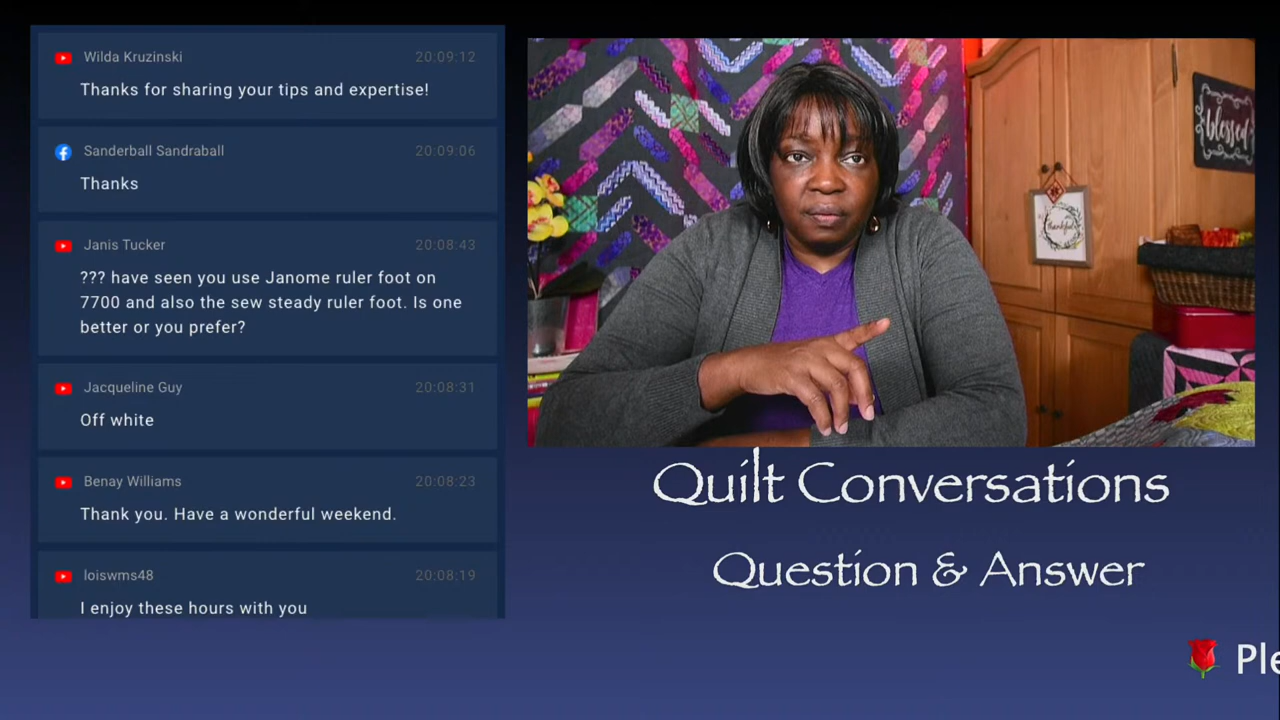 Wilda Kruzinski 20:09:12
Thanks for sharing your tips and expertise!
Sanderball Sandraball 20:09:06
Thanks
Janis Tucker 20:08:43
??? have seen you use Janome ruler foot on
7700 and also the sew steady ruler foot. Is one
better or you prefer?
Jacqueline Guy 20:08:31
Off white
Benay Williams 20:08:23
Thank you. Have a wonderful weekend.
loiswms48 20:08:19
I enjoy these hours with you
blessed
thankful
Quilt Conversations
Question & Answer
Ple